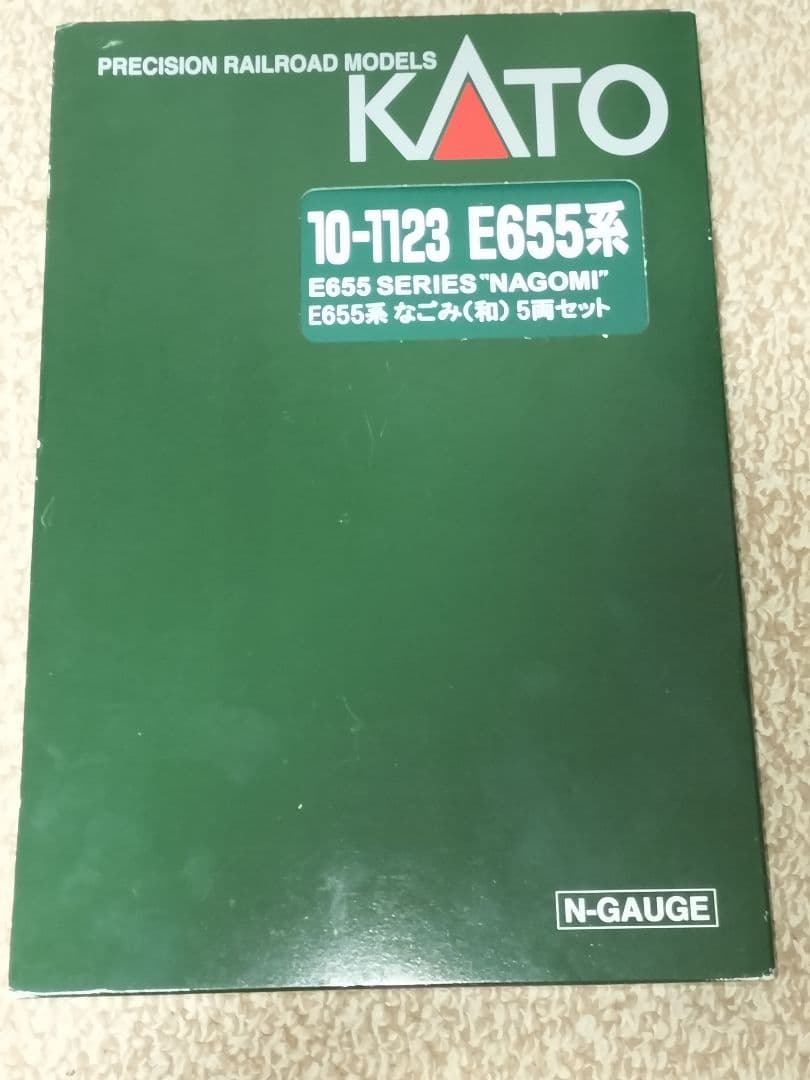 PRECISION RAILROAD MODELS
KATO
10-1123 E655系
E655 SERIES "NAGOMI"
E655系 なごみ(和) 5両セット
N-GAUGE